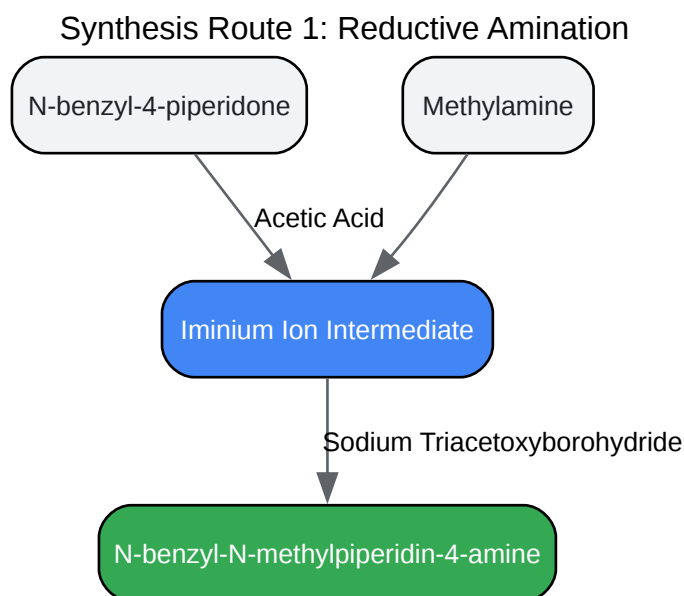 Synthesis Route 1: Reductive Amination
N-benzyl-4-piperidone
Methylamine
Acetic Acid
Iminium Ion Intermediate
Sodium Triacetoxyborohydride
N-benzyl-N-methylpiperidin-4-amine